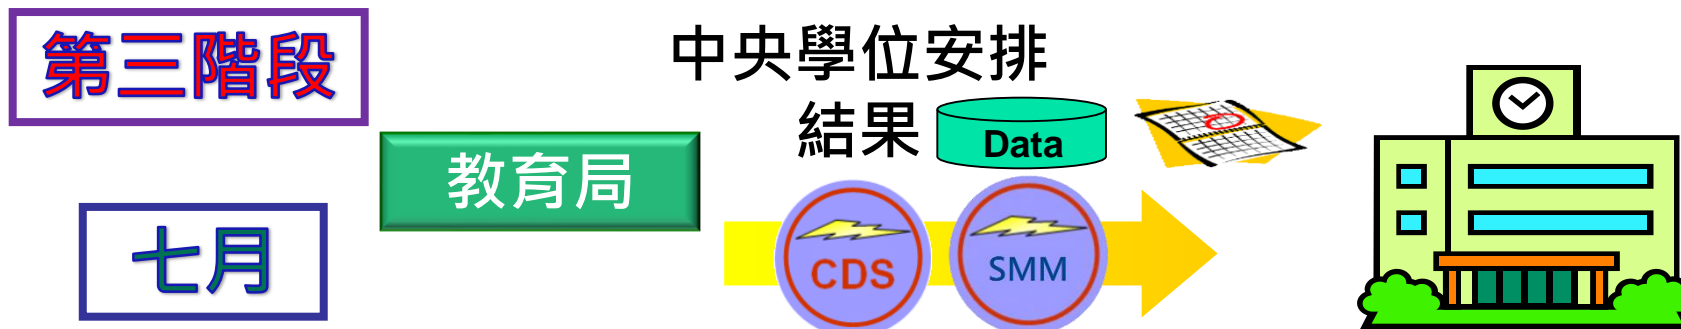 第三階段
七月
教育局
中央學位安排
結果
Data
CDS
SMM